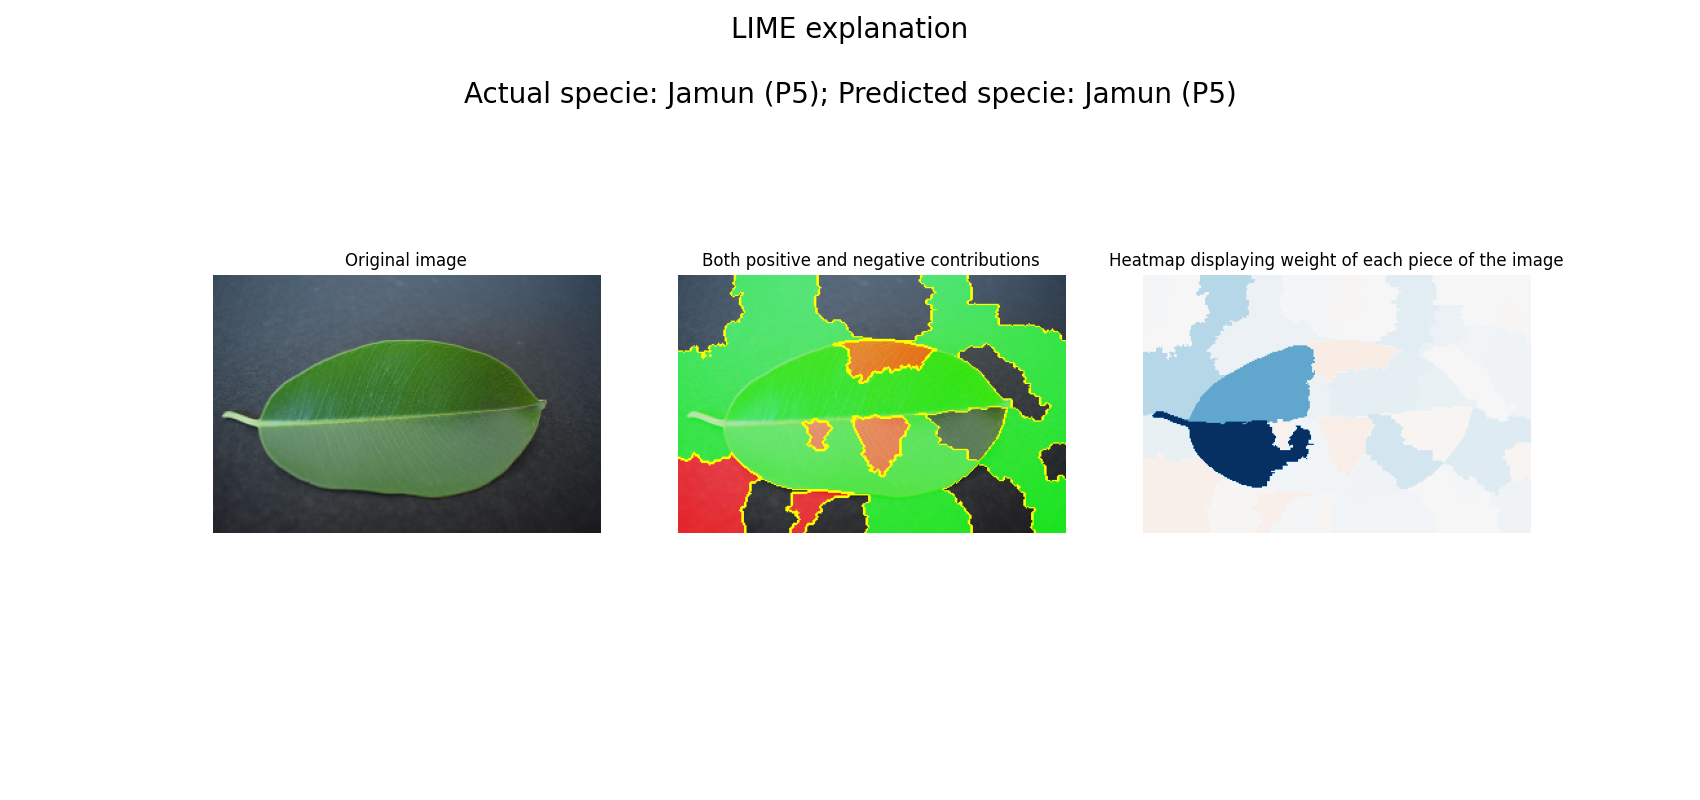 LIME explanation
Actual specie: Jamun (P5); Predicted specie: Jamun (P5)
Original image
Both positive and negative contributions
Heatmap displaying weight of each piece of the image